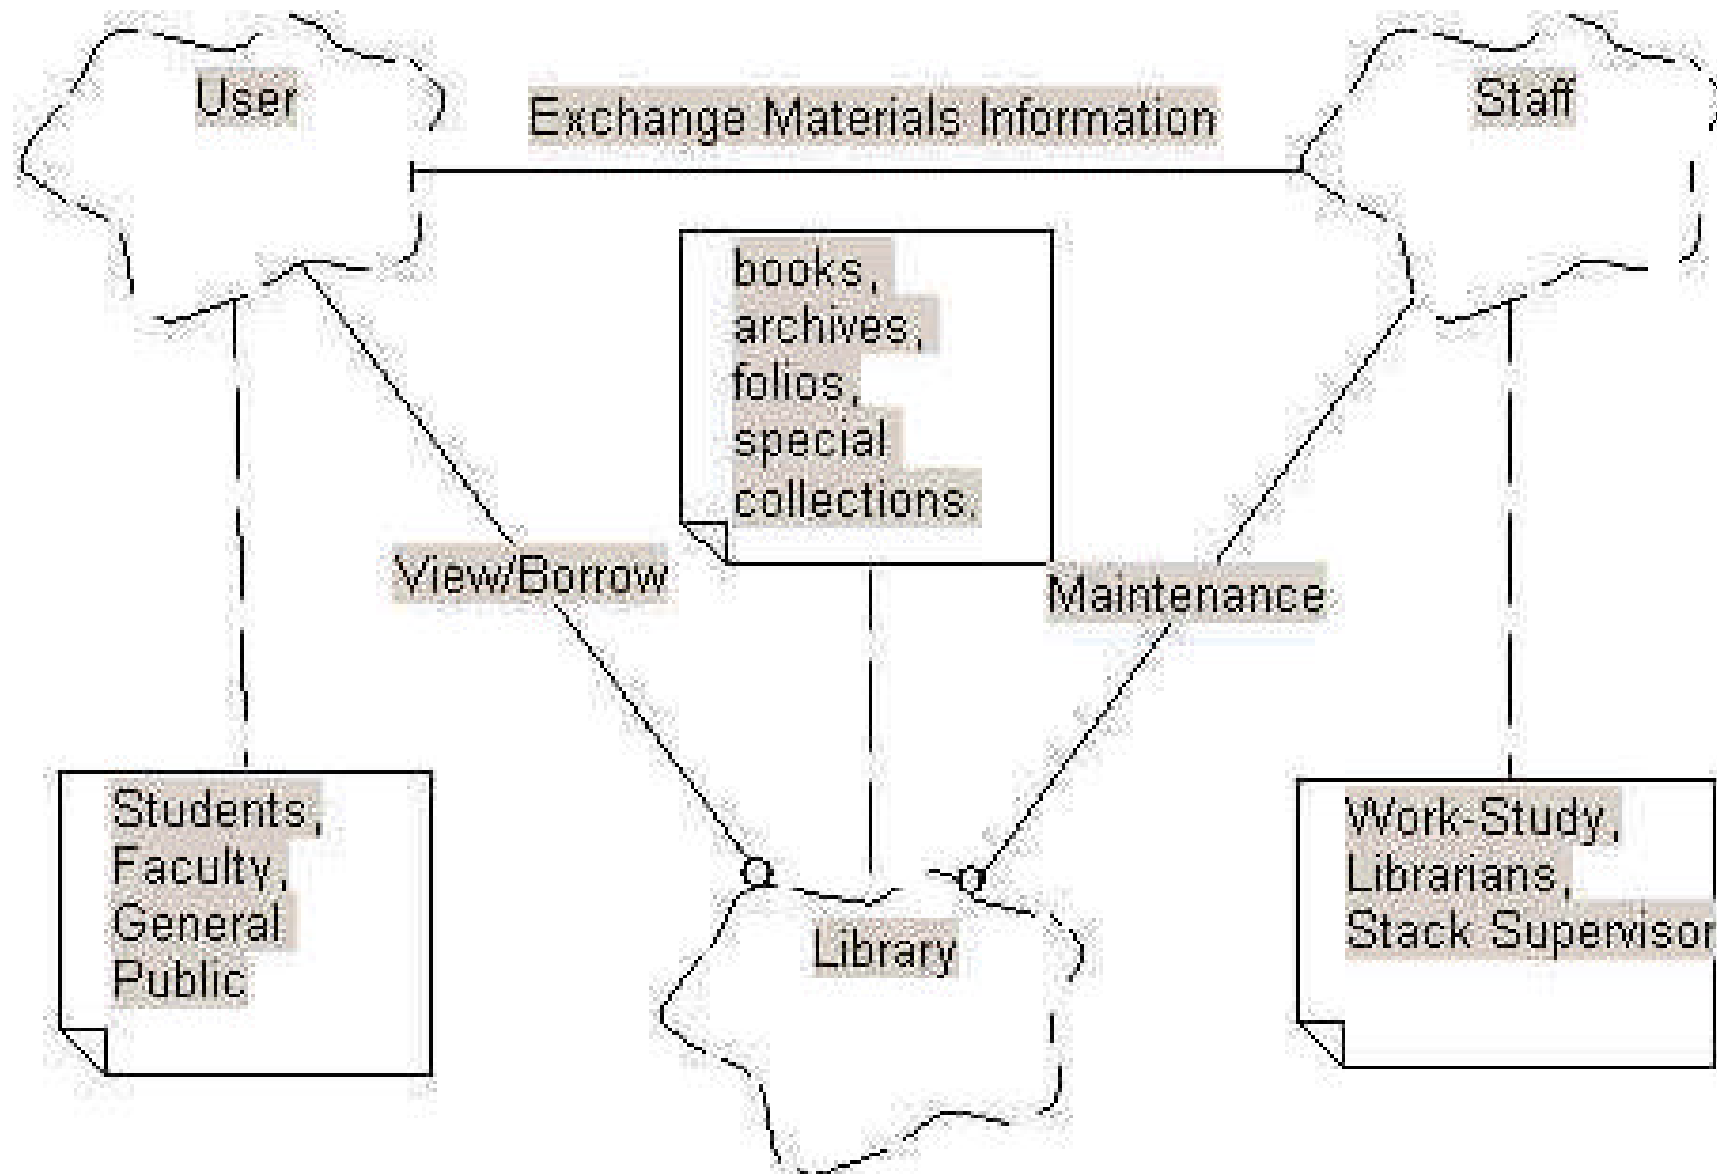 User
Staff
Exchange Materials Information
books,
archives,
folios,
special
collections.
View/Borrow
Maintenance
Students,
Faculty,
General
Public
Work-Study,
Librarians,
Stack Supervisor
Library